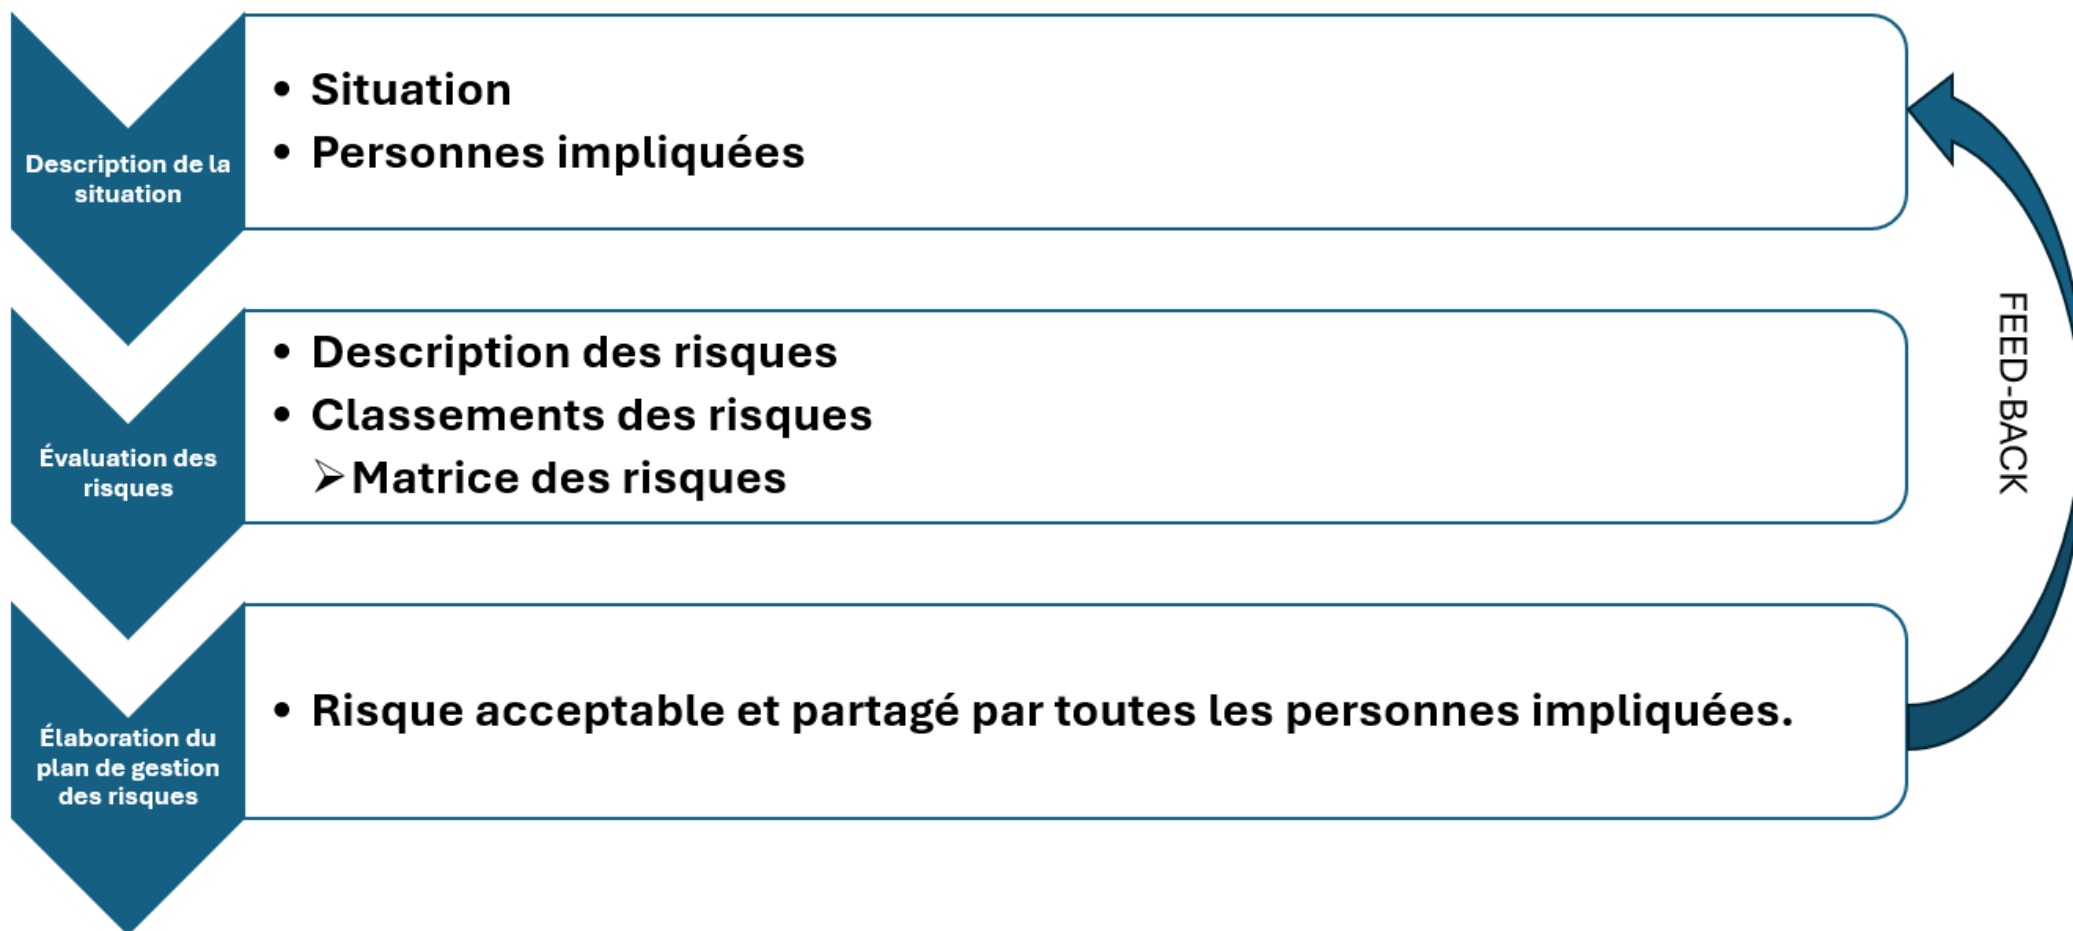 Description de la
situation
• Situation
• Personnes impliquées
Évaluation des
risques
• Description des risques
• Classements des risques
➢Matrice des risques
Élaboration du
plan de gestion
des risques
• Risque acceptable et partagé par toutes les personnes impliquées.
FEED-BACK